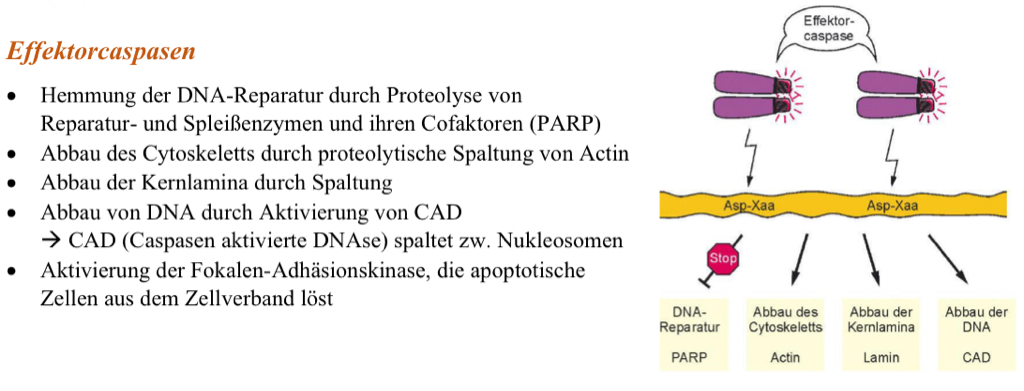 Effektorcaspasen
• Hemmung der DNA-Reparatur durch Proteolyse von
Reparatur- und Spleißenzymen und ihren Cofaktoren (PARP)
• Abbau des Cytoskeletts durch proteolytische Spaltung von Actin
• Abbau der Kernlamina durch Spaltung
• Abbau von DNA durch Aktivierung von CAD
→ CAD (Caspasen aktivierte DNAse) spaltet zw. Nukleosomen
• Aktivierung der Fokalen-Adhäsionskinase, die apoptotische
Zellen aus dem Zellverband löst
Effektor-
caspase
Asp-Xaa
Asp-Xaa
Stop
DNA-
Reparatur
PARP
Abbau des
Cytoskeletts
Actin
Abbau der
Kernlamina
Lamin
Abbau der
DNA
CAD